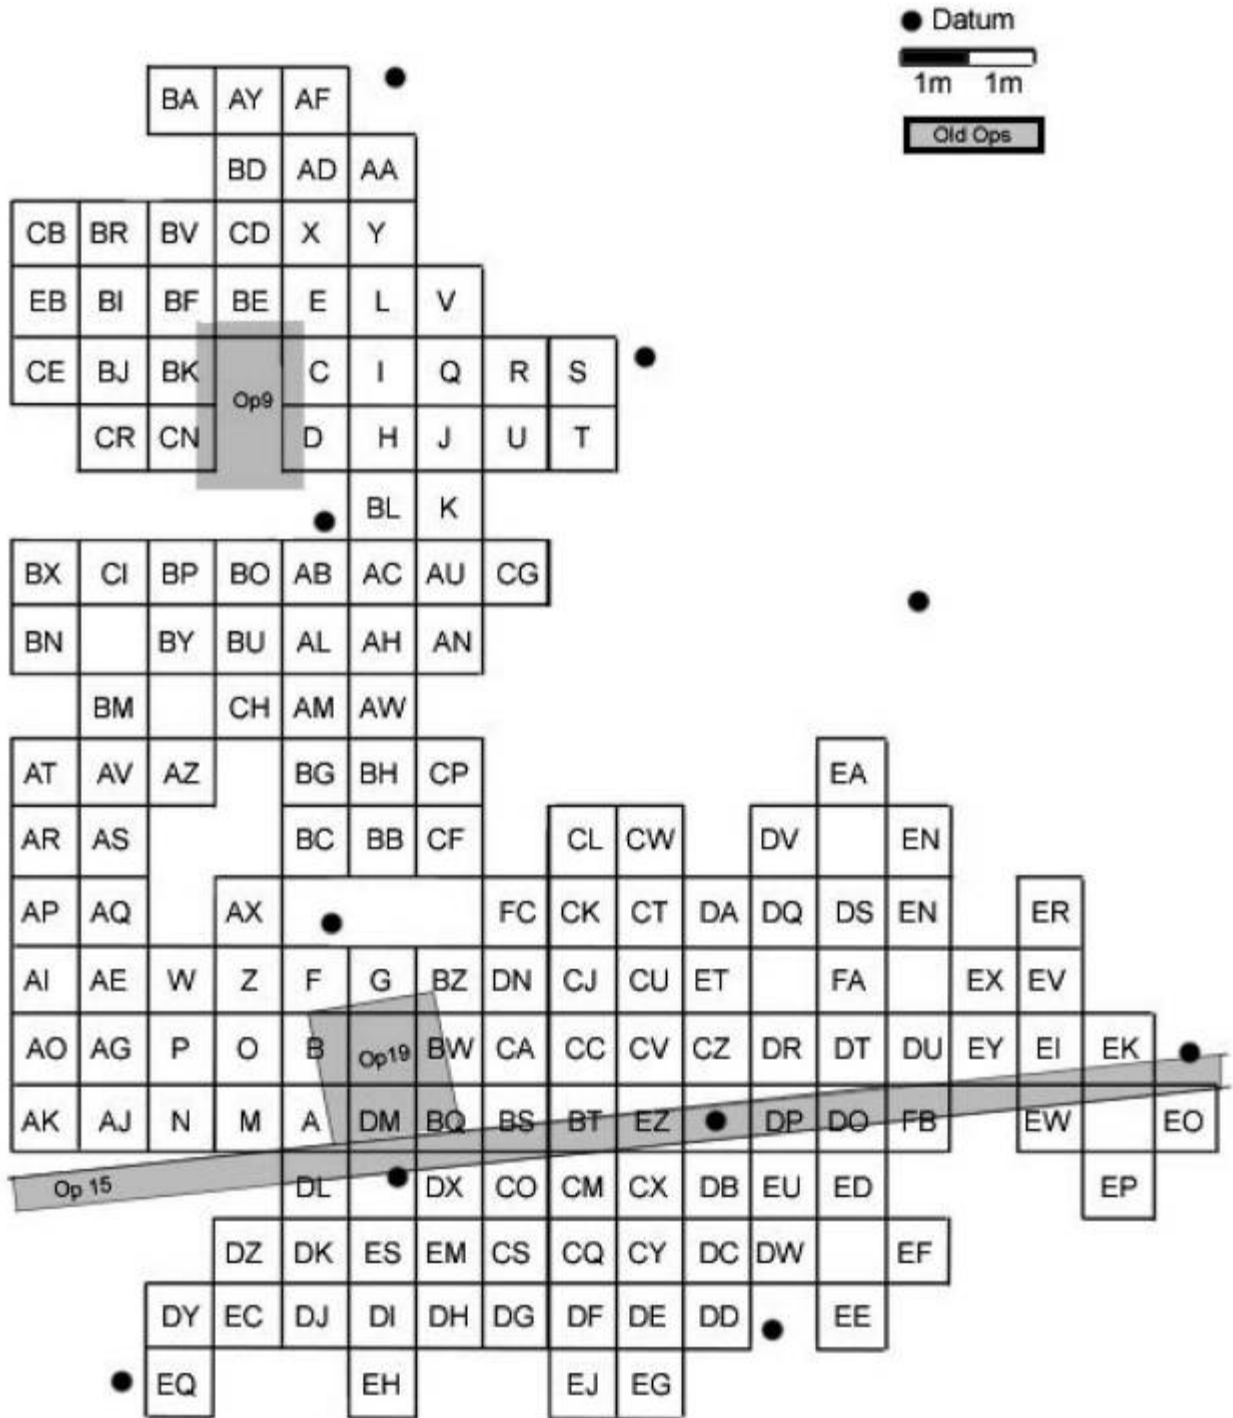 Datum
1m 1m
Old Ops
BA AY AF
BD AD AA
CB BR BV CD X Y
EB BI BF BE E L V
CE BJ BK C I Q R S
Op9
CR CN D H J U T
BL K
BX CI BP BO AB AC AU CG
BN BY BU AL AH AN
BM CH AM AW
AT AV AZ BG BH CP EA
AR AS BC BB CF CL CW DV EN
AP AQ AX FC CK CT DA DQ DS EN ER
AI AE W Z F G BZ DN CJ CU ET FA EX EV
AO AG P O B Op19 BW CA CC CV CZ DR DT DU EY EI EK
AK AJ N M A DM BQ BS BT EZ DP DO FB EW EO
Op 15 DL DX CO CM CX DB EU ED EP
DZ DK ES EM CS CQ CY DC DW EF
DY EC DJ DI DH DG DF DE DD EE
EQ EH EJ EG